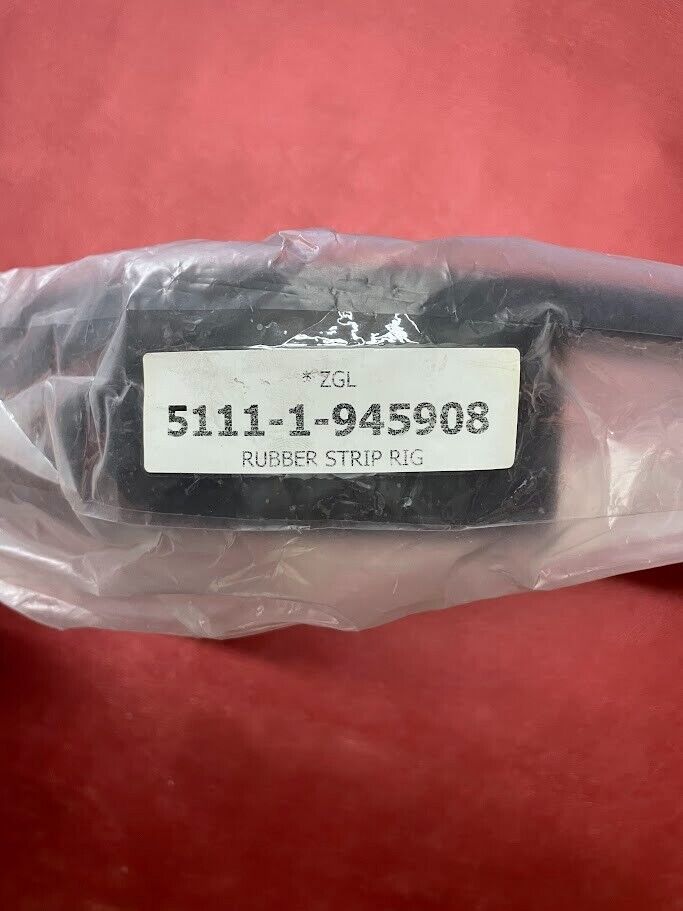 * ZGL
5111-1-945908
RUBBER STRIP RIG